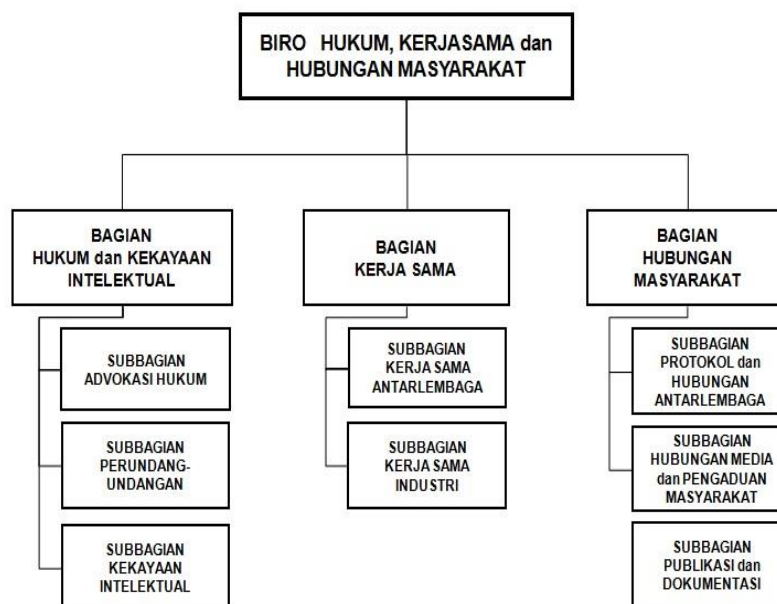 BIRO HUKUM, KERJASAMA dan
HUBUNGAN MASYARAKAT
BAGIAN
HUKUM dan KEKAYAAN
INTELEKTUAL
SUBBAGIAN
ADVOKASI HUKUM
SUBBAGIAN
PERUNDANG-
UNDANGAN
SUBBAGIAN
KEKAYAAN
INTELEKTUAL
BAGIAN
KERJA SAMA
SUBBAGIAN
KERJA SAMA
ANTARLEMBAGA
SUBBAGIAN
KERJA SAMA
INDUSTRI
BAGIAN
HUBUNGAN
MASYARAKAT
SUBBAGIAN
PROTOKOL dan
HUBUNGAN
ANTARLEMBAGA
SUBBAGIAN
HUBUNGAN MEDIA
dan PENGADUAN
MASYARAKAT
SUBBAGIAN
PUBLIKASI dan
DOKUMENTASI